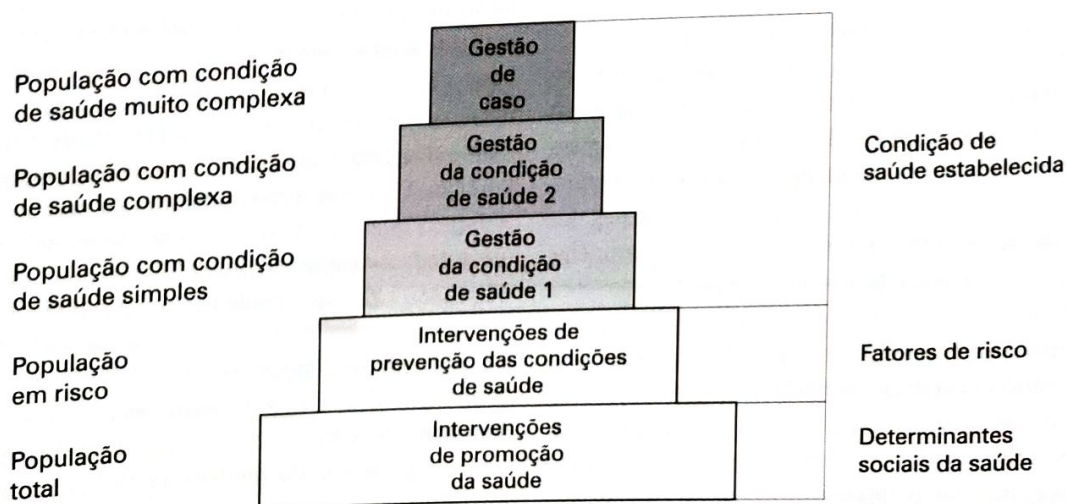 População com condição
de saúde muito complexa
Gestão
de
caso
População com condição
de saúde complexa
Gestão
da condição
de saúde 2
Condição de
saúde estabelecida
População com condição
de saúde simples
Gestão
da condição
de saúde 1
População
em risco
Intervenções de
prevenção das condições
de saúde
Fatores de risco
População
total
Intervenções
de promoção
da saúde
Determinantes
sociais da saúde